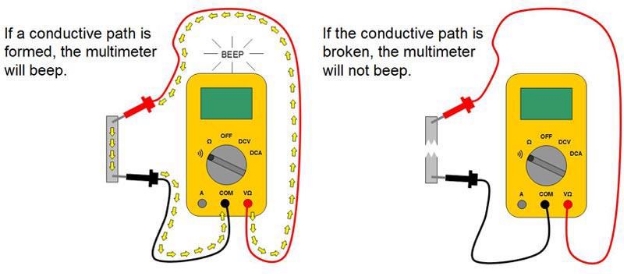 If a conductive path is
formed, the multimeter
will beep.
BEEP
OFF
Ω
DCV
DCA
A
COM
VΩ
If the conductive path is
broken, the multimeter
will not beep.
OFF
Ω
DCV
DCA
A
COM
VΩ